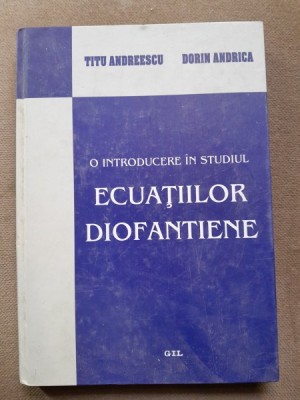 TITU ANDREESCU DORIN ANDRICA
O INTRODUCERE ÎN STUDIUL
ECUAŢIILOR
DIOFANTIENE
GIL